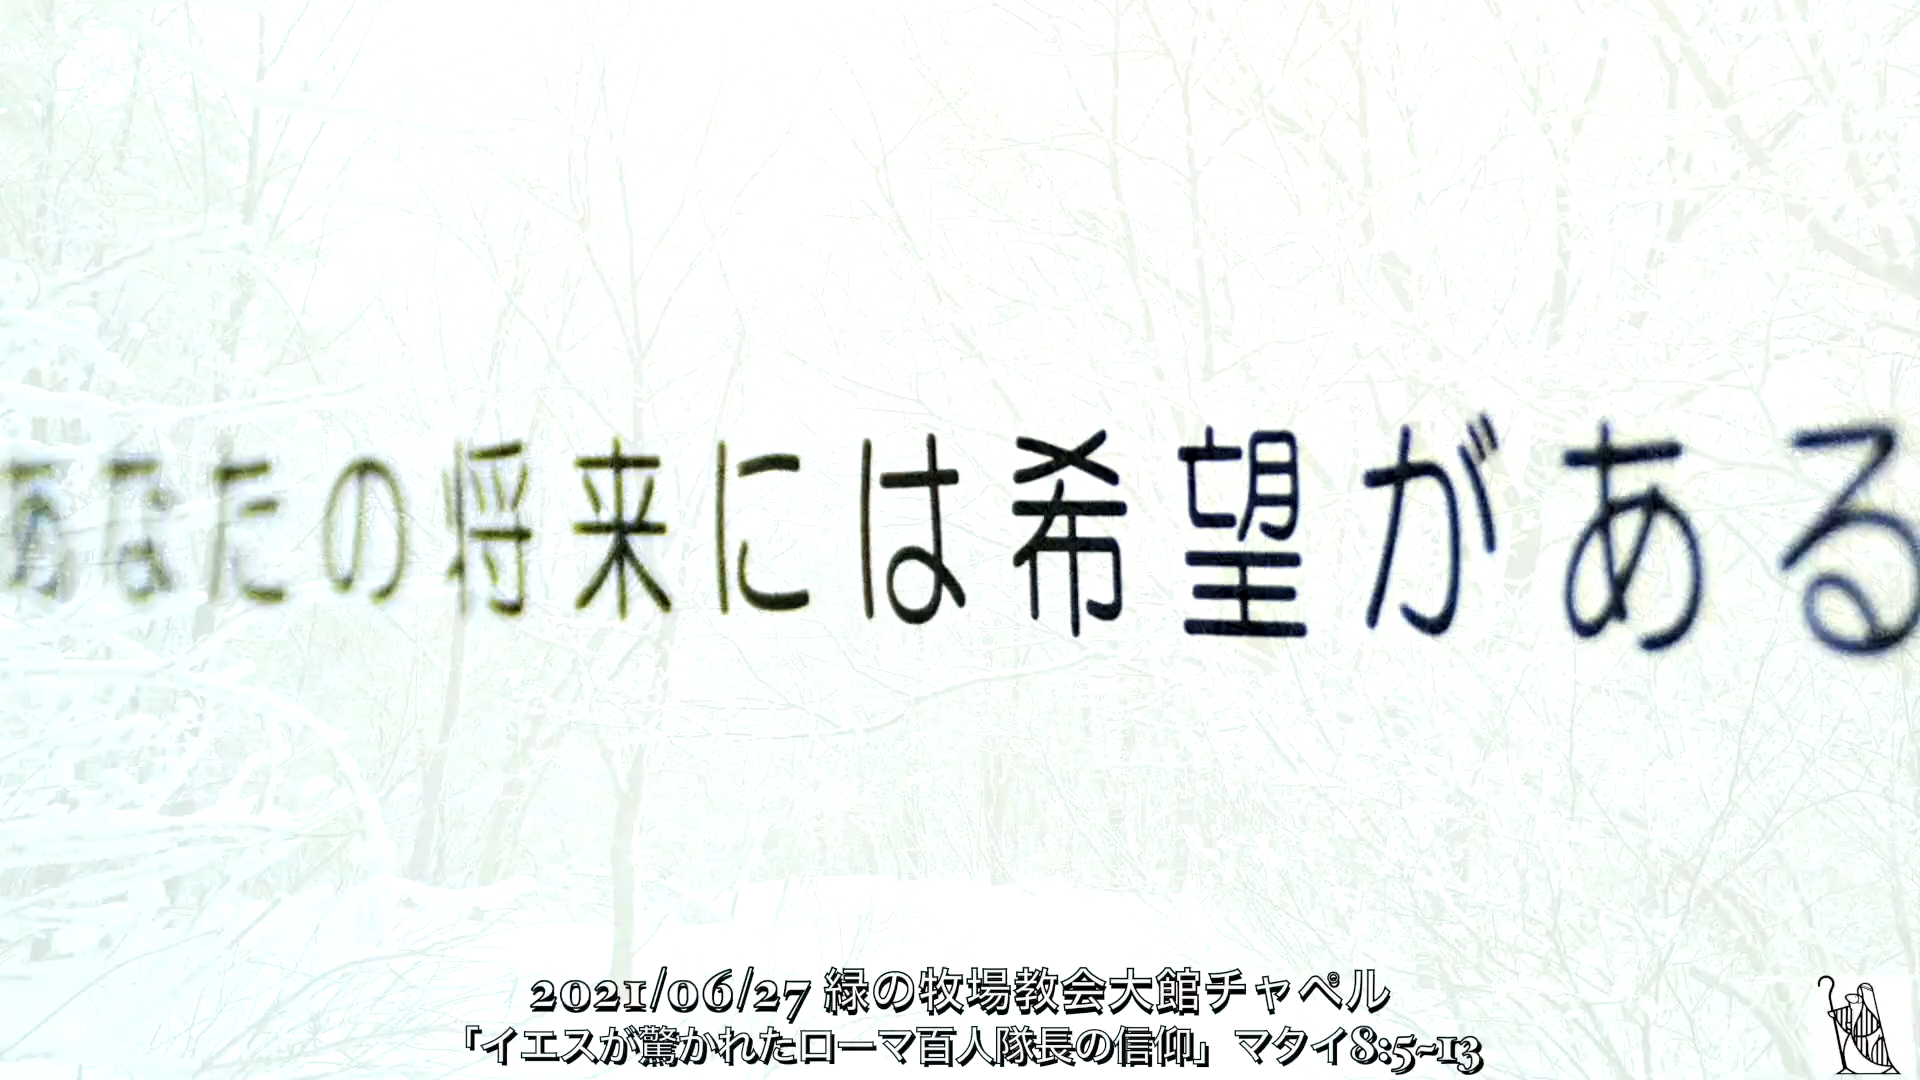 あなたの将来には希望がある
2021/06/27 緑の牧場教会大館チャペル
「イエスが驚かれたローマ百人隊長の信仰」 マタイ8:5~13